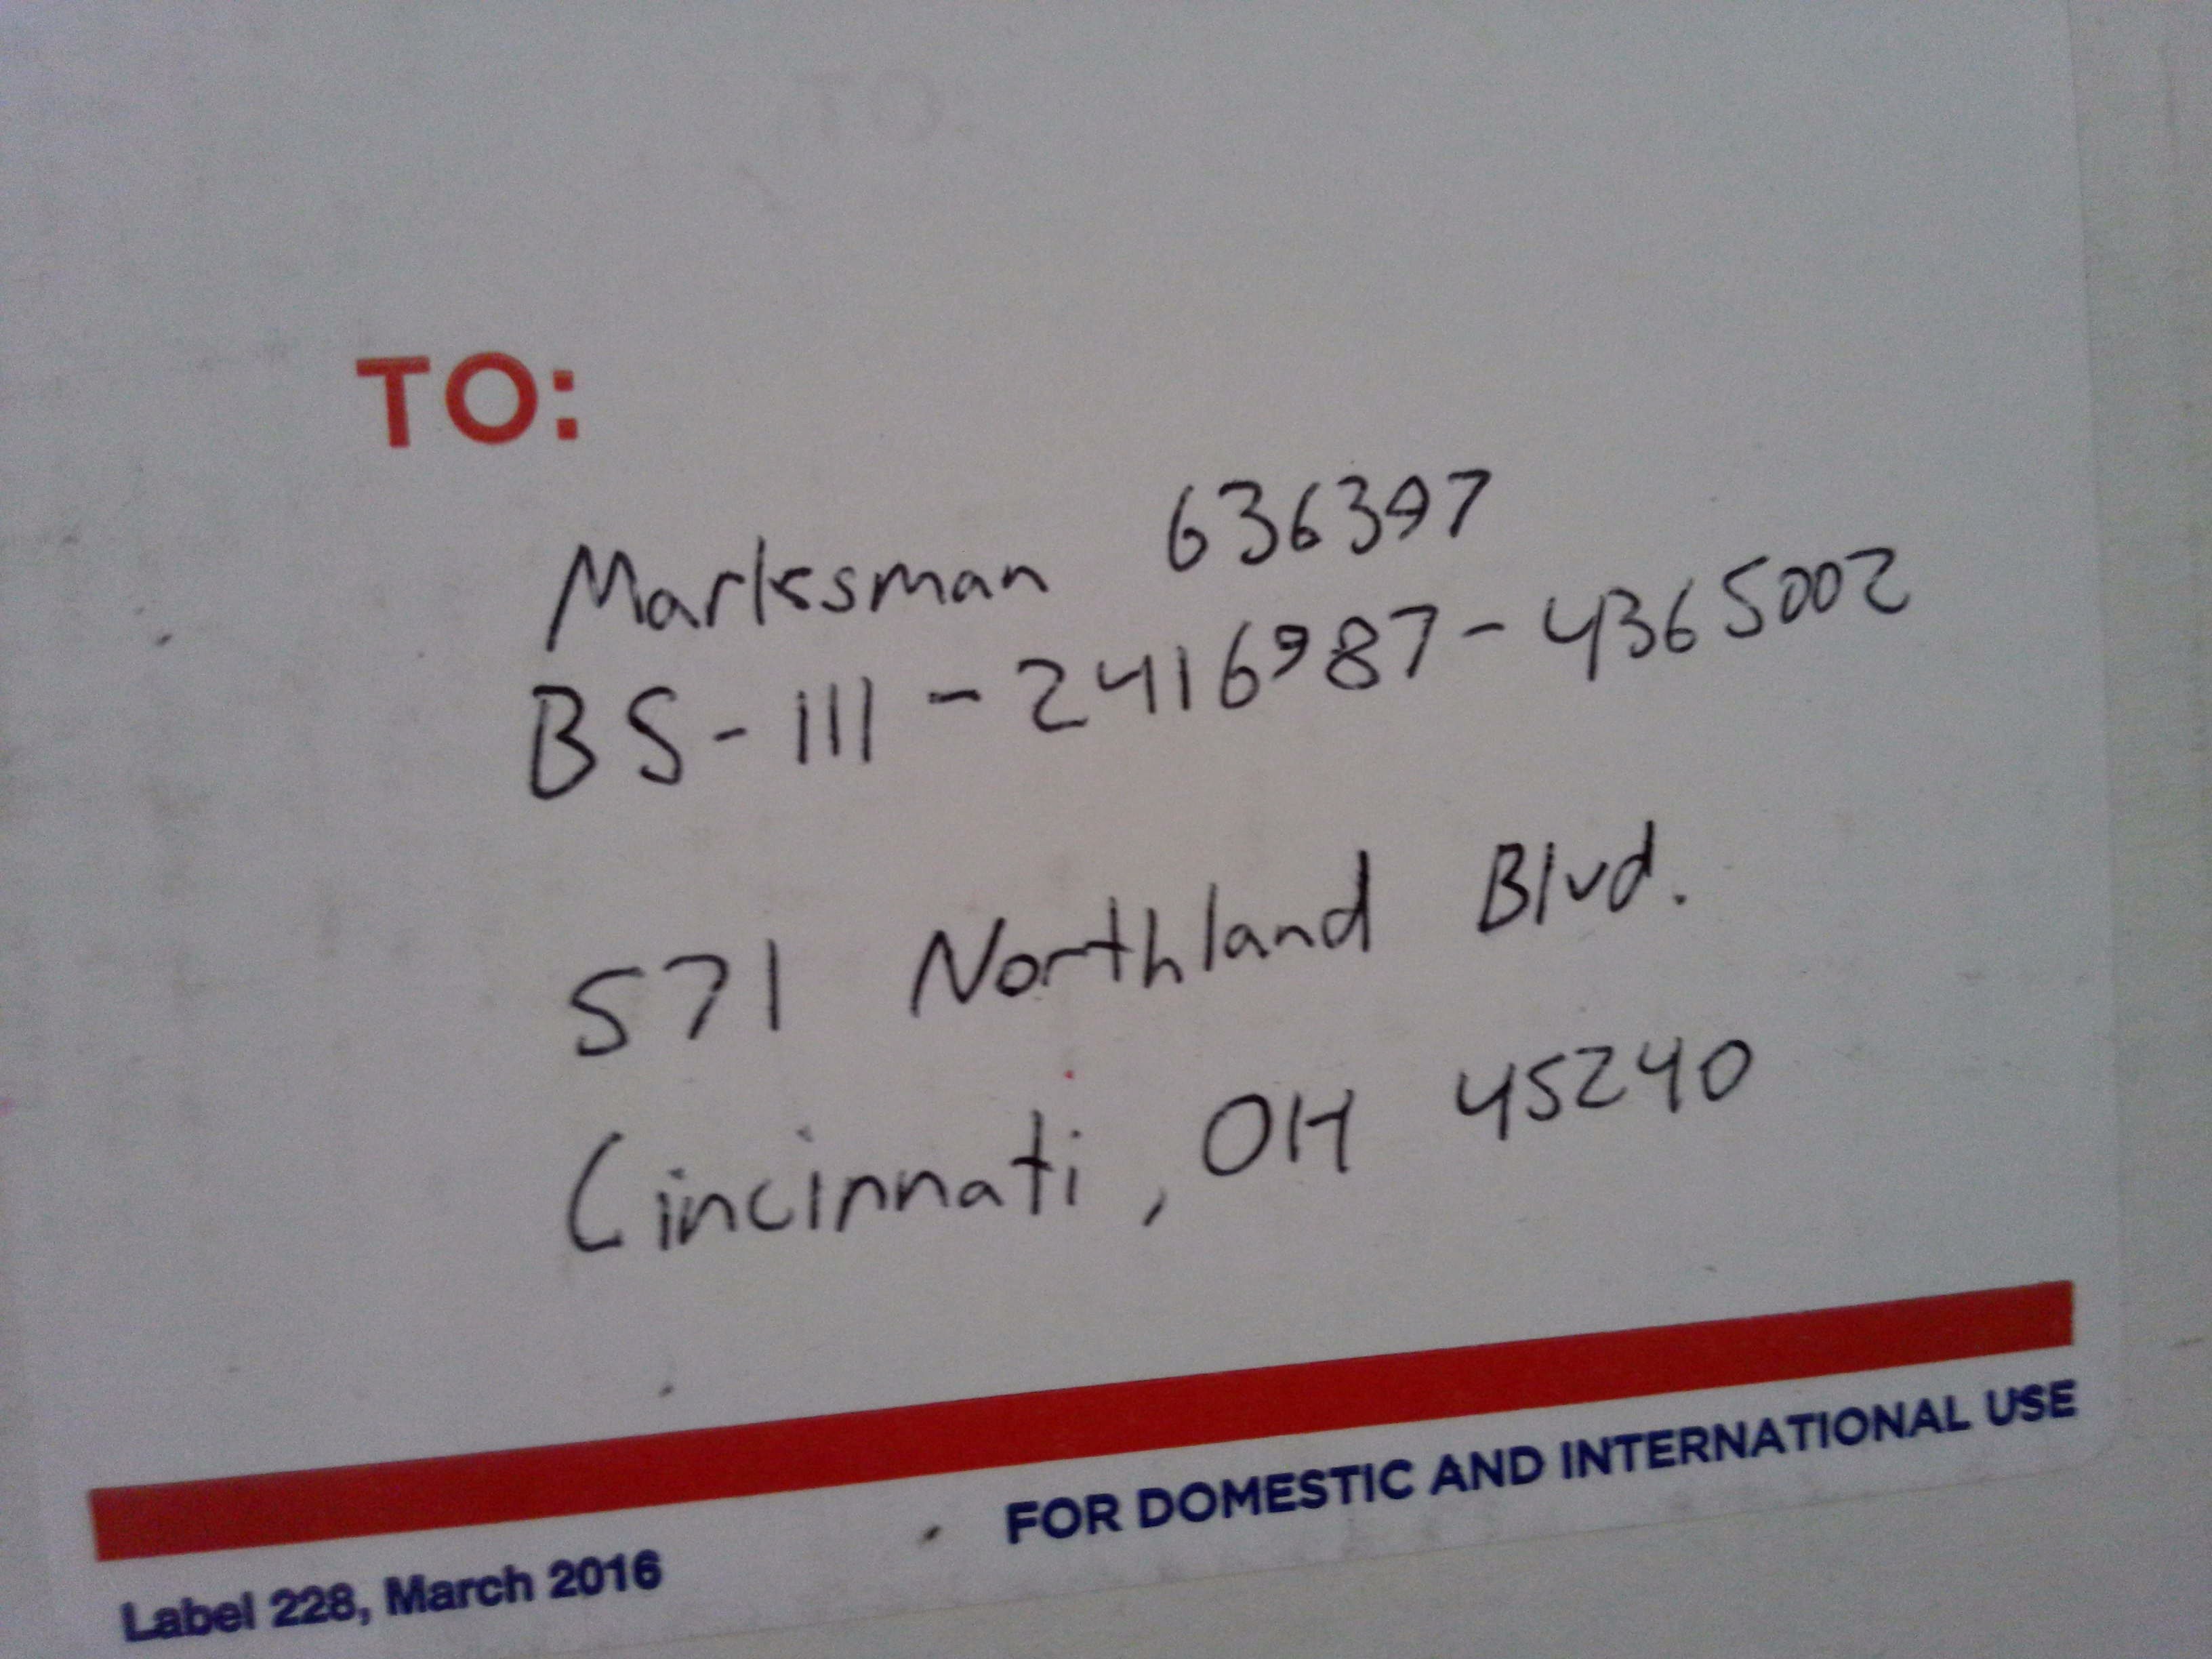 TO:
TO:
Marksman 636397
BS-111-2416987-4365002
571 Northland Blvd.
Cincinnati, OH 45240
FOR DOMESTIC AND INTERNATIONAL USE
Label 228, March 2016